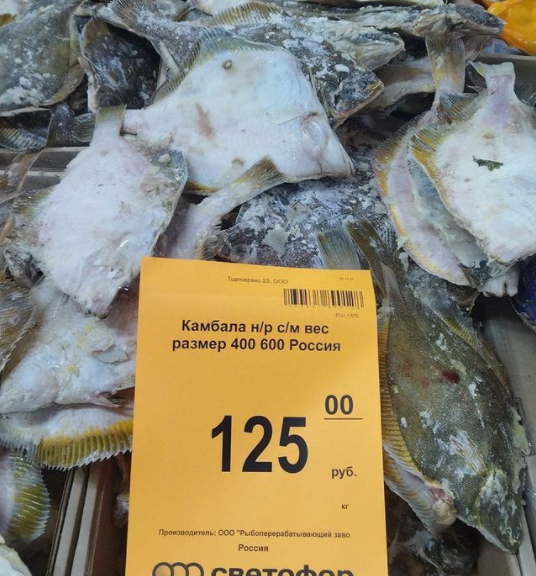 Торгсервис 23, ООО
Камбала н/р с/м вес
размер 400 600 Россия
125 00
руб.
кг
Производитель: ООО "Рыбоперерабатывающий заво
Россия
светофор